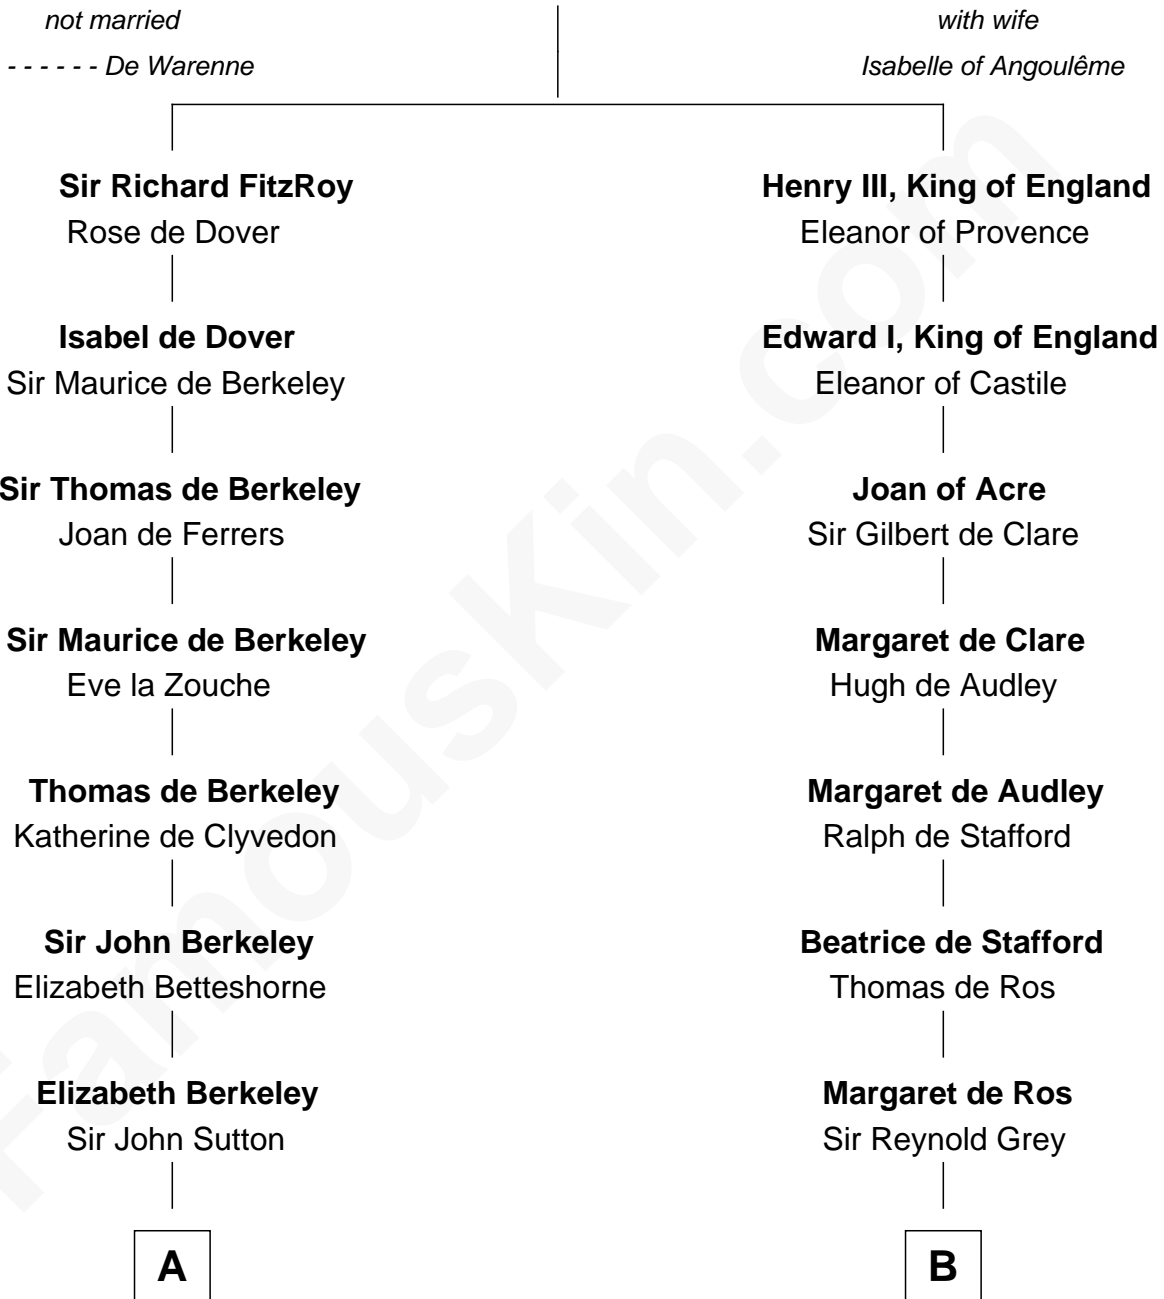 not married
- - - - - - De Warenne
with wife
Isabelle of Angoulême
Sir Richard FitzRoy
Rose de Dover
Henry III, King of England
Eleanor of Provence
Isabel de Dover
Sir Maurice de Berkeley
Edward I, King of England
Eleanor of Castile
Sir Thomas de Berkeley
Joan de Ferrers
Joan of Acre
Sir Gilbert de Clare
Sir Maurice de Berkeley
Eve la Zouche
Margaret de Clare
Hugh de Audley
Thomas de Berkeley
Katherine de Clyvedon
Margaret de Audley
Ralph de Stafford
Sir John Berkeley
Elizabeth Betteshorne
Beatrice de Stafford
Thomas de Ros
Elizabeth Berkeley
Sir John Sutton
Margaret de Ros
Sir Reynold Grey
A
B
FamousKin.com